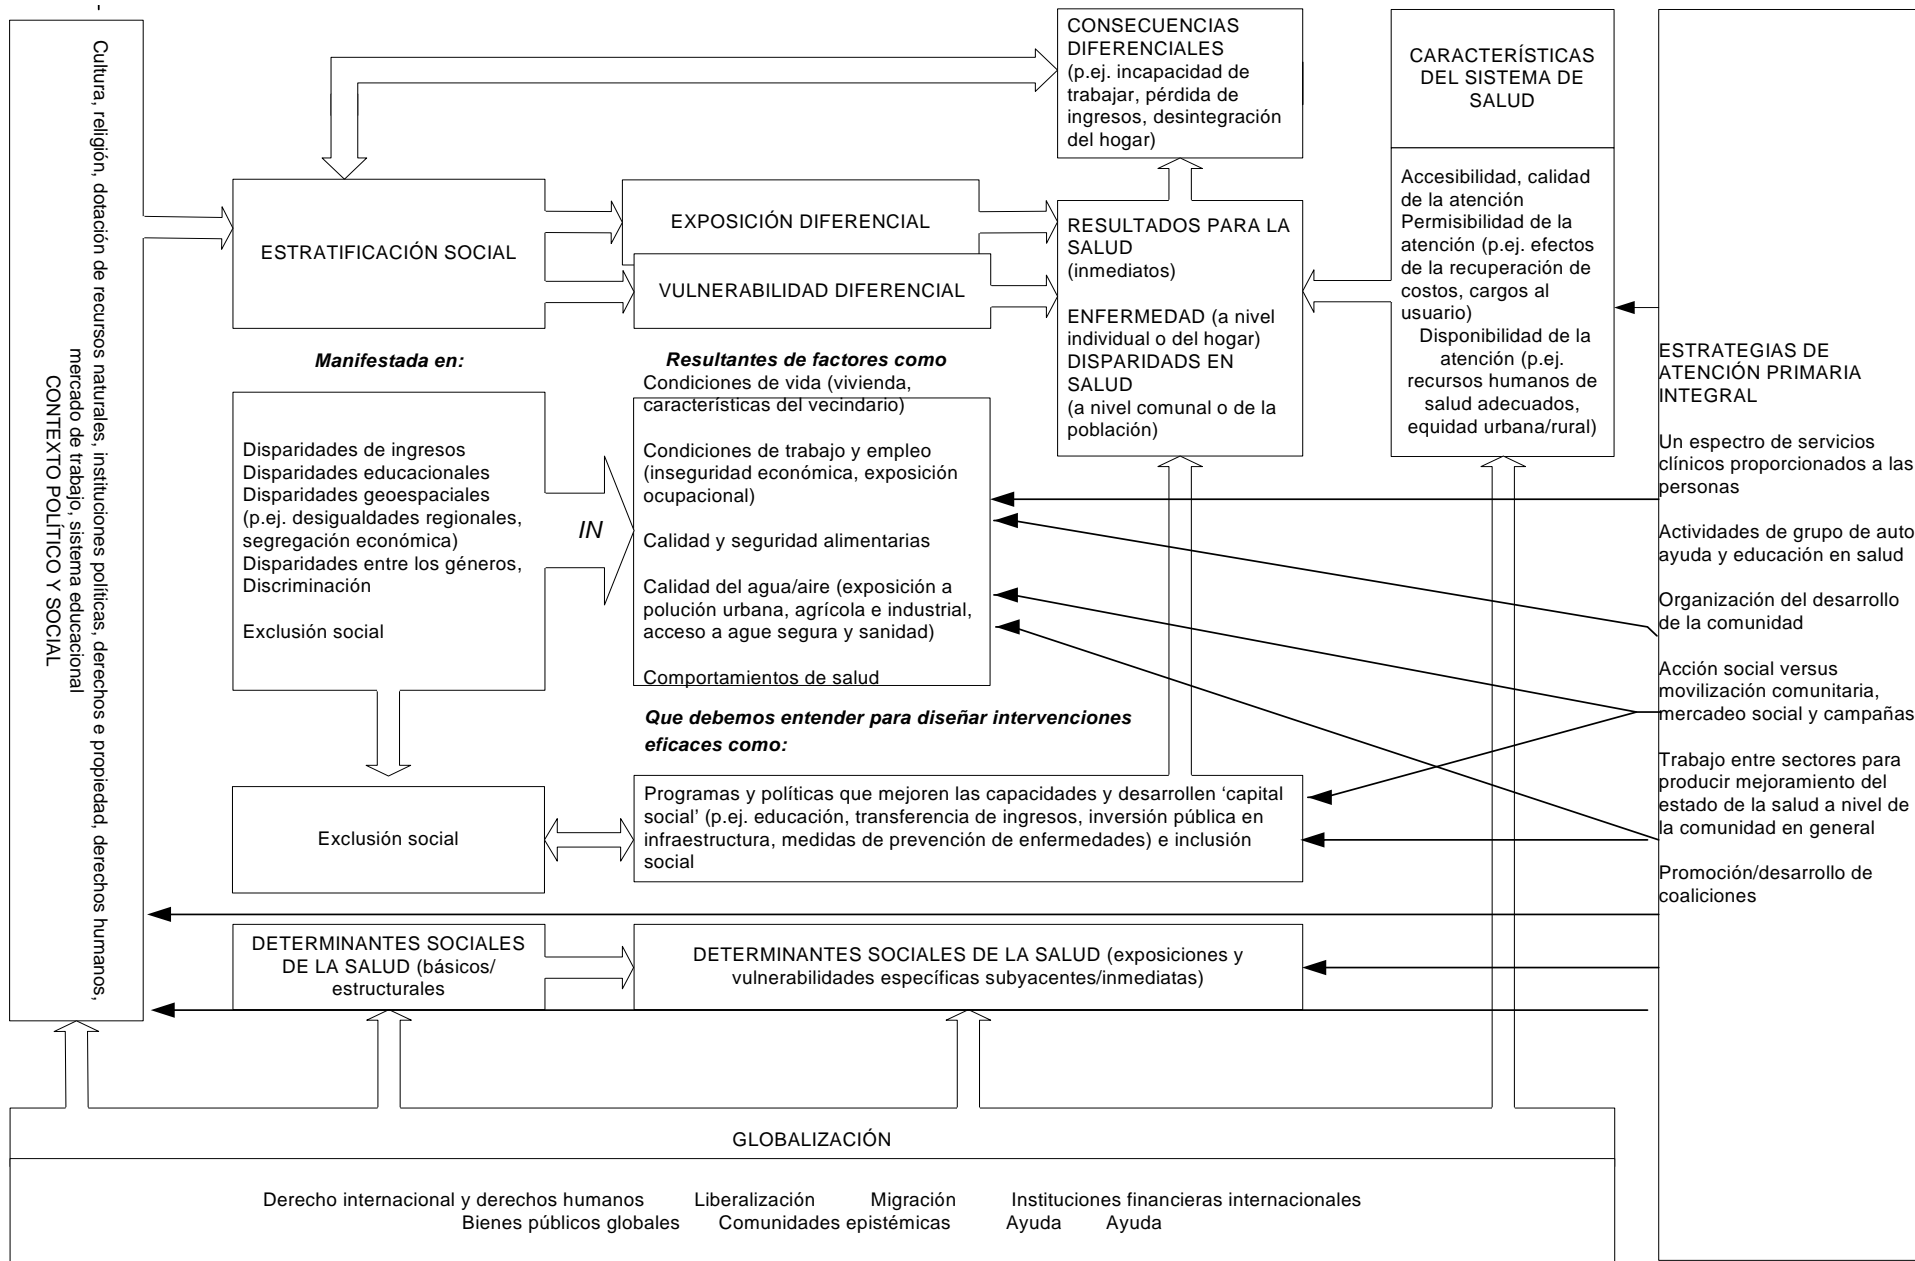 Cultura, religión, dotación de recursos naturales, instituciones políticas, derechos e propiedad, derechos humanos,
mercado de trabajo, sistema educacional
CONTEXTO POLÍTICO Y SOCIAL
ESTRATIFICACIÓN SOCIAL
Manifestada en:
Disparidades de ingresos
Disparidades educacionales
Disparidades geoespaciales
(p.ej. desigualdades regionales,
segregación económica)
Disparidades entre los géneros,
Discriminación
Exclusión social
IN
Exclusión social
EXPOSICIÓN DIFERENCIAL
VULNERABILIDAD DIFERENCIAL
Resultantes de factores como
Condiciones de vida (vivienda,
características del vecindario)
Condiciones de trabajo y empleo
(inseguridad económica, exposición
ocupacional)
Calidad y seguridad alimentarias
Calidad del agua/aire (exposición a
polución urbana, agrícola e industrial,
acceso a ague segura y sanidad)
Comportamientos de salud
Que debemos entender para diseñar intervenciones
eficaces como:
Programas y políticas que mejoren las capacidades y desarrollen ‘capital
social’ (p.ej. educación, transferencia de ingresos, inversión pública en
infraestructura, medidas de prevención de enfermedades) e inclusión
social
CONSECUENCIAS
DIFERENCIALES
(p.ej. incapacidad de
trabajar, pérdida de
ingresos, desintegración
del hogar)
RESULTADOS PARA LA
SALUD
(inmediatos)
ENFERMEDAD (a nivel
individual o del hogar)
DISPARIDADS EN
SALUD
(a nivel comunal o de la
población)
CARACTERÍSTICAS
DEL SISTEMA DE
SALUD
Accesibilidad, calidad
de la atención
Permisibilidad de la
atención (p.ej. efectos
de la recuperación de
costos, cargos al
usuario)
Disponibilidad de la
atención (p.ej.
recursos humanos de
salud adecuados,
equidad urbana/rural)
ESTRATEGIAS DE
ATENCIÓN PRIMARIA
INTEGRAL
Un espectro de servicios
clínicos proporcionados a las
personas
Actividades de grupo de auto
ayuda y educación en salud
Organización del desarrollo
de la comunidad
Acción social versus
movilización comunitaria,
mercadeo social y campañas
Trabajo entre sectores para
producir mejoramiento del
estado de la salud a nivel de
la comunidad en general
Promoción/desarrollo de
coaliciones
DETERMINANTES SOCIALES
DE LA SALUD (básicos/
estructurales
DETERMINANTES SOCIALES DE LA SALUD (exposiciones y
vulnerabilidades específicas subyacentes/inmediatas)
GLOBALIZACIÓN
Derecho internacional y derechos humanos Liberalización Migración Instituciones financieras internacionales
Bienes públicos globales Comunidades epistémicas Ayuda Ayuda